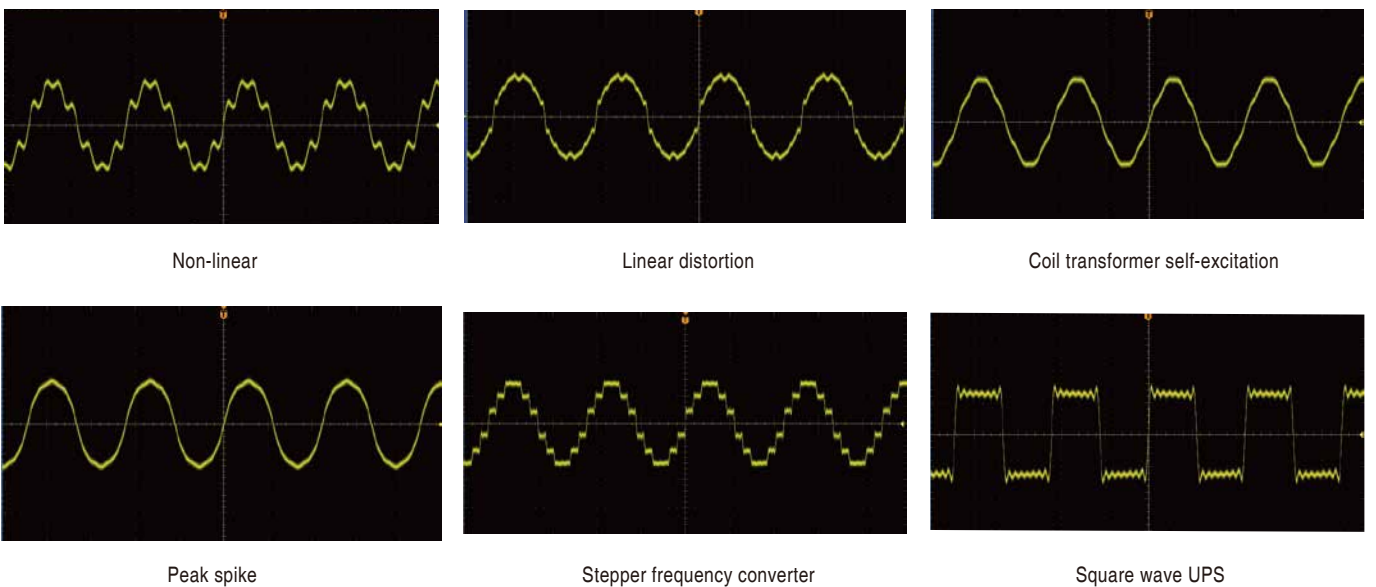 Non-linear
Linear distortion
Coil transformer self-excitation
Peak spike
Stepper frequency converter
Square wave UPS